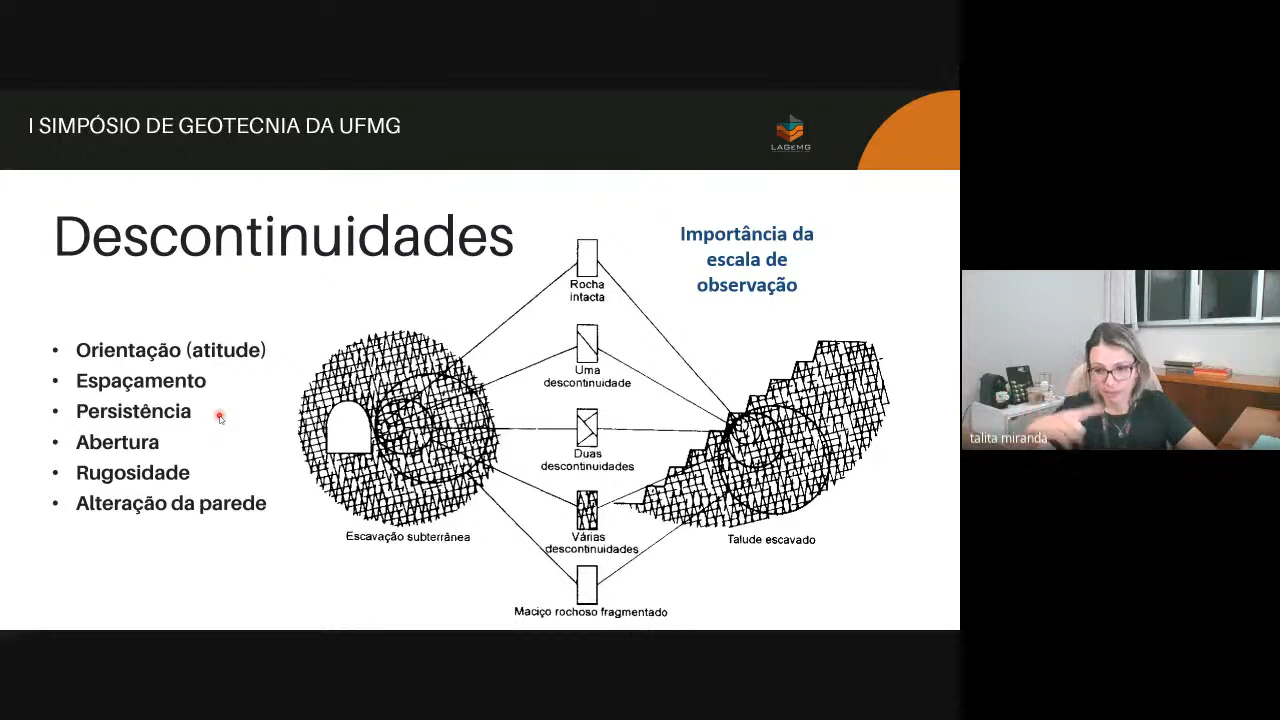 I SIMPÓSIO DE GEOTECNIA DA UFMG
LAGEMG
Descontinuidades
Importância da
escala de
observação
• Orientação (atitude)
• Espaçamento
• Persistência
• Abertura
• Rugosidade
• Alteração da parede
Rocha
intacta
Uma
descontinuidade
Duas
descontinuidades
Várias
descontinuidades
Maciço rochoso fragmentado
Escavação subterrânea
Talude escavado
talita miranda